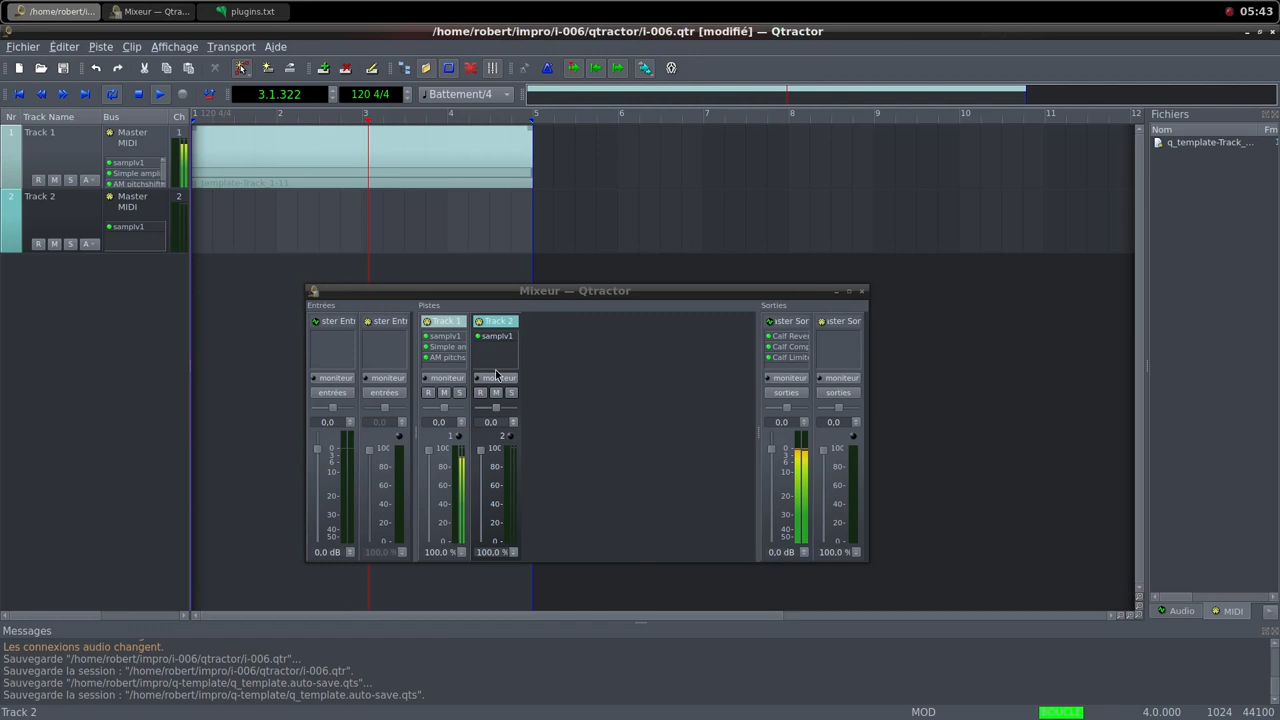 /home/robert/i...
Mixeur — Qtra...
plugins.txt
05:43
/home/robert/impro/i-006/qtractor/i-006.qtr [modifié] — Qtractor
Fichier Éditer Piste Clip Affichage Transport Aide
3.1.322
120 4/4
Battement/4
Nr Track Name Bus Ch
1 120 4/4 2 3 4 5 6 7 8 9 10 11 12
Fichiers
Nom Fm
q_template-Track_...
1 Track 1 Master 1
MIDI
samplv1
Simple ampli
AM pitchshift
R M S A
2 Track 2 Master 2
MIDI
samplv1
R M S A
Mixeur — Qtractor
Entrées Pistes Sorties
ster Entr ster Entr Track 1 Track 2 ster Sor ster Sor
samplv1 samplv1 Calf Rever
Simple am Calf Comp
AM pitchs Calf Limit
moniteur moniteur moniteur moniteur moniteur moniteur
entrées entrées R M S R M S sorties sorties
0,0 0,0 0,0 0,0 0,0 0,0
1 2
0 100 100 100 0 100
3
6 80 80 80 3
6 80
10 60 60 60 10 60
20 40 40 40 20 40
30 20 20 20 30 20
40
50 0 0 0 40
50 0
0,0 dB 100,0 % 100,0 % 100,0 % 0,0 dB 100,0 %
Audio MIDI
Messages
Les connexions audio changent.
Sauvegarde "/home/robert/impro/i-006/qtractor/i-006.qtr"...
Sauvegarde la session : "/home/robert/impro/i-006/qtractor/i-006.qtr".
Sauvegarde "/home/robert/impro/q-template/q_template.auto-save.qts"...
Sauvegarde la session : "/home/robert/impro/q-template/q_template.auto-save.qts".
Track 2 MOD BOUCLE 4.0.000 1024 44100